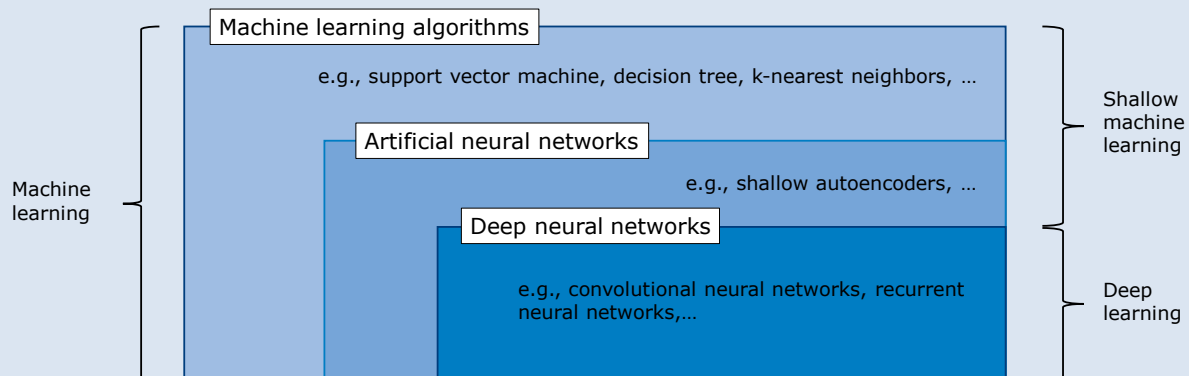 Machine learning algorithms
e.g., support vector machine, decision tree, k-nearest neighbors, …
Shallow
machine
learning
Artificial neural networks
e.g., shallow autoencoders, …
Machine
learning
Deep neural networks
e.g., convolutional neural networks, recurrent
neural networks,…
Deep
learning